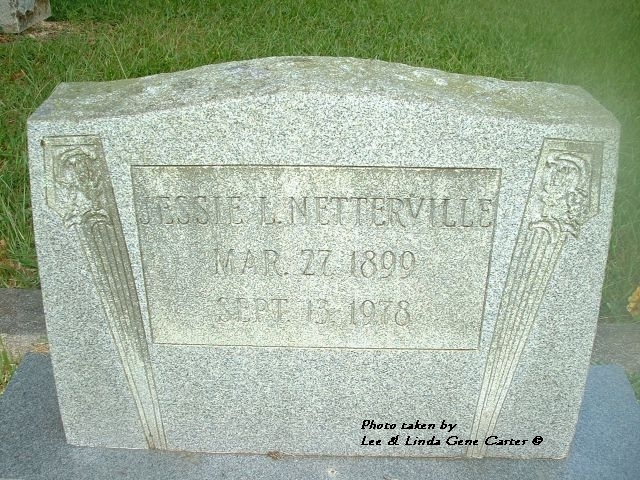 JESSIE L. NETTERVILLE
MAR. 27, 1899
SEPT. 13, 1978
Photo taken by
Lee & Linda Gene Carter ©